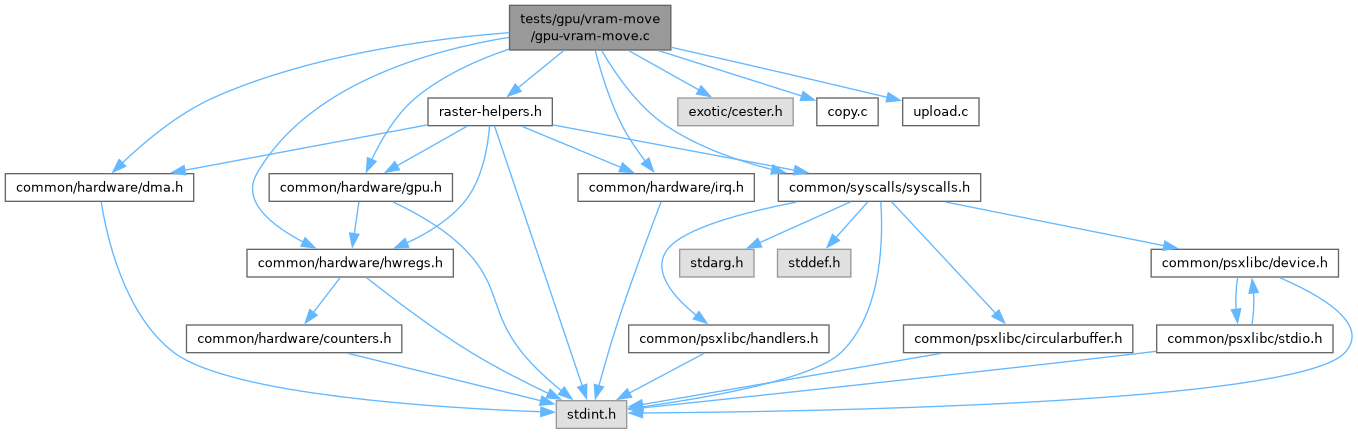 tests/gpu/vram-move
/gpu-vram-move.c
raster-helpers.h
exotic/cester.h
copy.c
upload.c
common/hardware/dma.h
common/hardware/gpu.h
common/hardware/irq.h
common/syscalls/syscalls.h
common/hardware/hwregs.h
stdarg.h
stddef.h
common/psxlibc/device.h
common/hardware/counters.h
common/psxlibc/handlers.h
common/psxlibc/circularbuffer.h
common/psxlibc/stdio.h
stdint.h